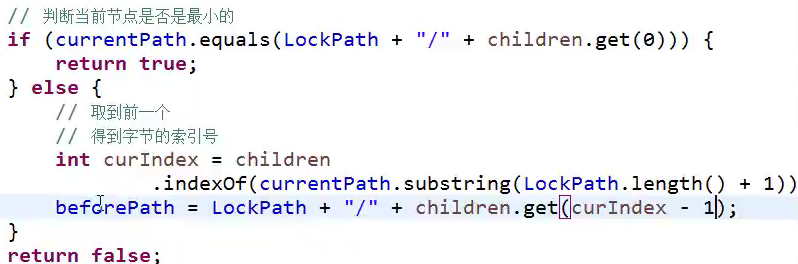 // 判断当前节点是否是最小的
if (currentPath.equals(LockPath + "/" + children.get(0))) {
return true;
} else {
// 取到前一个
// 得到字节的索引号
int curIndex = children
.indexOf(currentPath.substring(LockPath.length() + 1))
beforePath = LockPath + "/" + children.get(curIndex - 1);
}
return false;